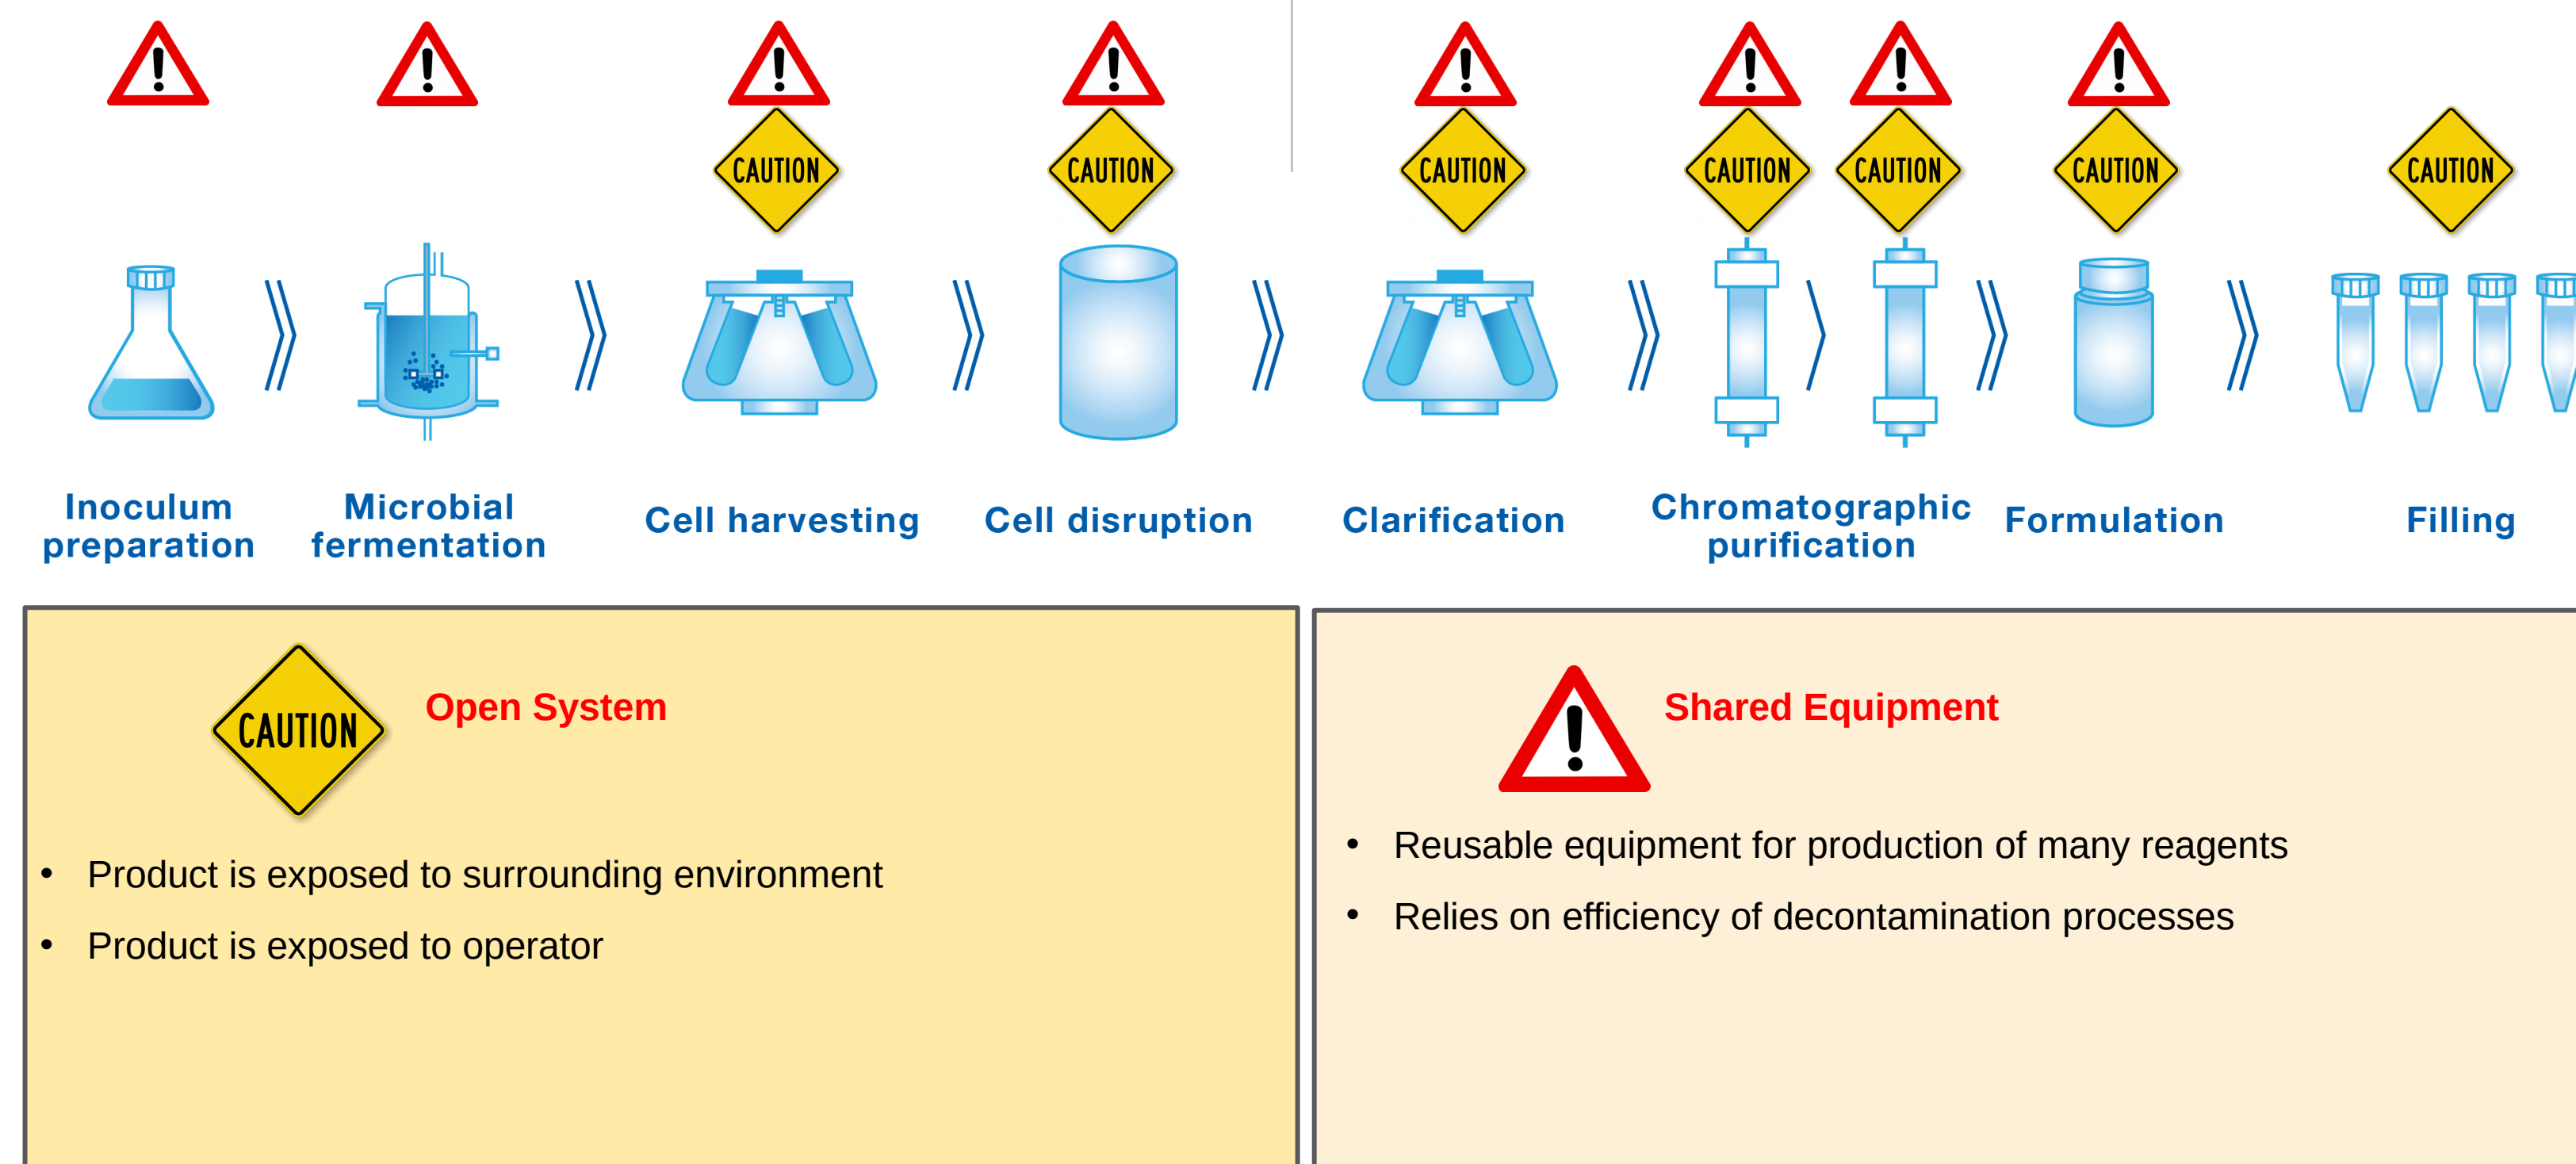 CAUTION
CAUTION
CAUTION
CAUTION
CAUTION
CAUTION
CAUTION
Inoculum
preparation
Microbial
fermentation
Cell harvesting
Cell disruption
Clarification
Chromatographic
purification
Formulation
Filling
CAUTION
Open System
• Product is exposed to surrounding environment
• Product is exposed to operator
Shared Equipment
• Reusable equipment for production of many reagents
• Relies on efficiency of decontamination processes